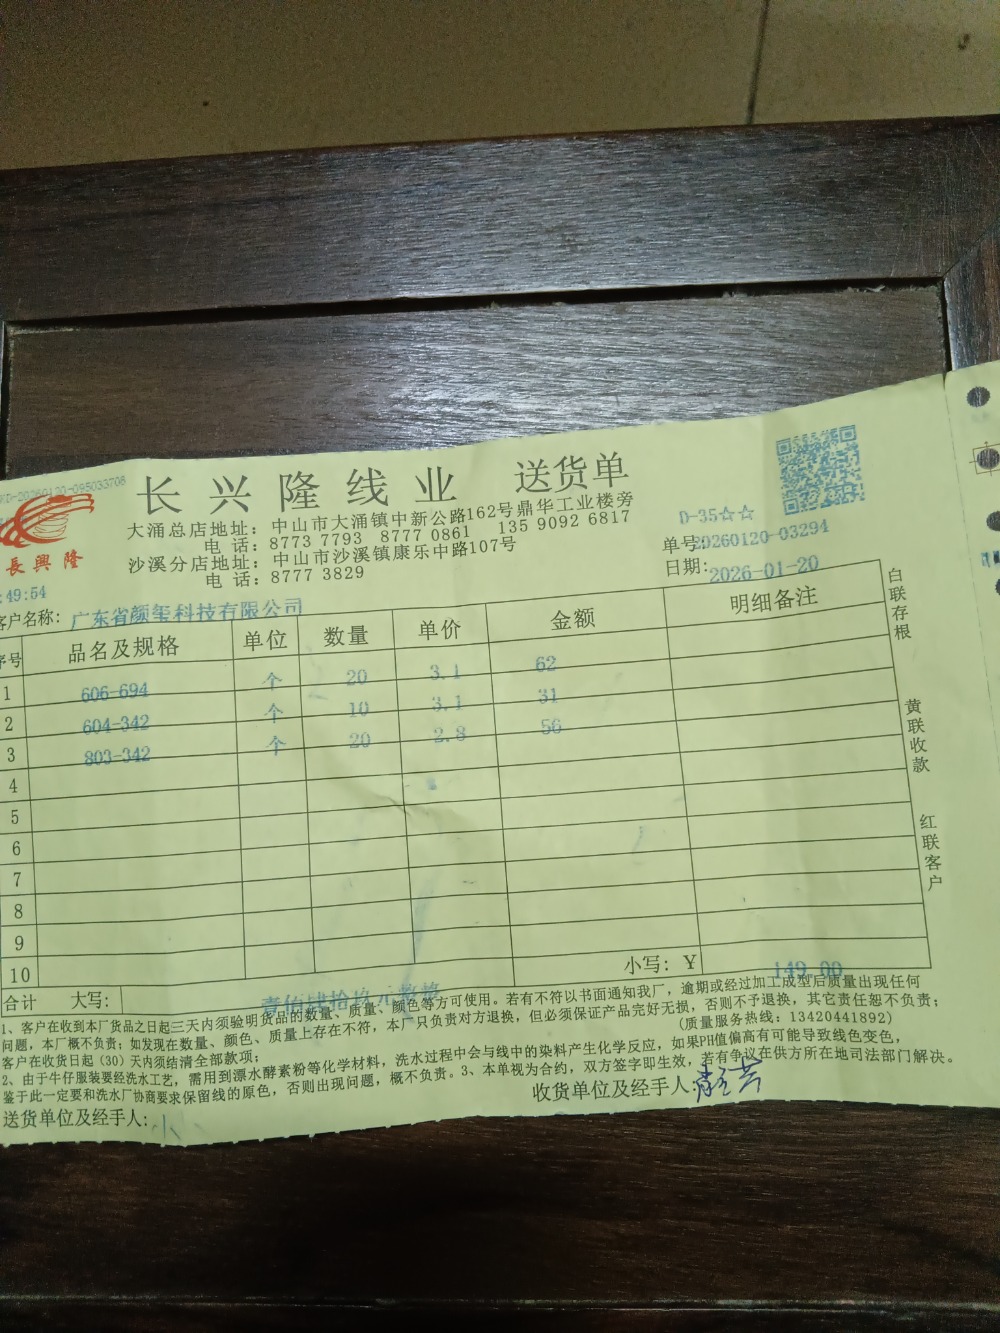 20260120-095033708
长兴隆线业 送货单
長興隆
大涌总店地址：中山市大涌镇中新公路162号鼎华工业楼旁
电 话：8773 7793 8777 0861 135 9092 6817
沙溪分店地址：中山市沙溪镇康乐中路107号
电 话：8777 3829
D-35☆☆
单号：20260120-03294
日期：2026-01-20
:49:54
客户名称：广东省颜玺科技有限公司
序号 品名及规格 单位 数量 单价 金额 明细备注
1 606-694 个 20 3.1 62
2 604-342 个 10 3.1 31
3 803-342 个 20 2.8 56
4
5
6
7
8
9
10
小写：￥ 149.00
合计 大写： 壹佰肆拾玖元整
白联存根
黄联收款
红联客户
1、客户在收到本厂货品之日起三天内须验明货品的数量、质量、颜色等方可使用。若有不符以书面通知我厂，逾期或经过加工成型后质量出现任何
问题，本厂概不负责；如发现在数量、颜色、质量上存在不符，本厂只负责对方退换，但必须保证产品完好无损，否则不予退换，其它责任恕不负责；
客户在收货日起（30）天内须结清全部款项； (质量服务热线：13420441892)
2、由于牛仔服装要经洗水工艺，需用到漂水酵素粉等化学材料，洗水过程中会与线中的染料产生化学反应，如果PH值偏高有可能导致线色变色，
鉴于此一定要和洗水厂协商要求保留线的原色，否则出现问题，概不负责。3、本单视为合约，双方签字即生效，若有争议在供方所在地司法部门解决。
送货单位及经手人： 收货单位及经手人：